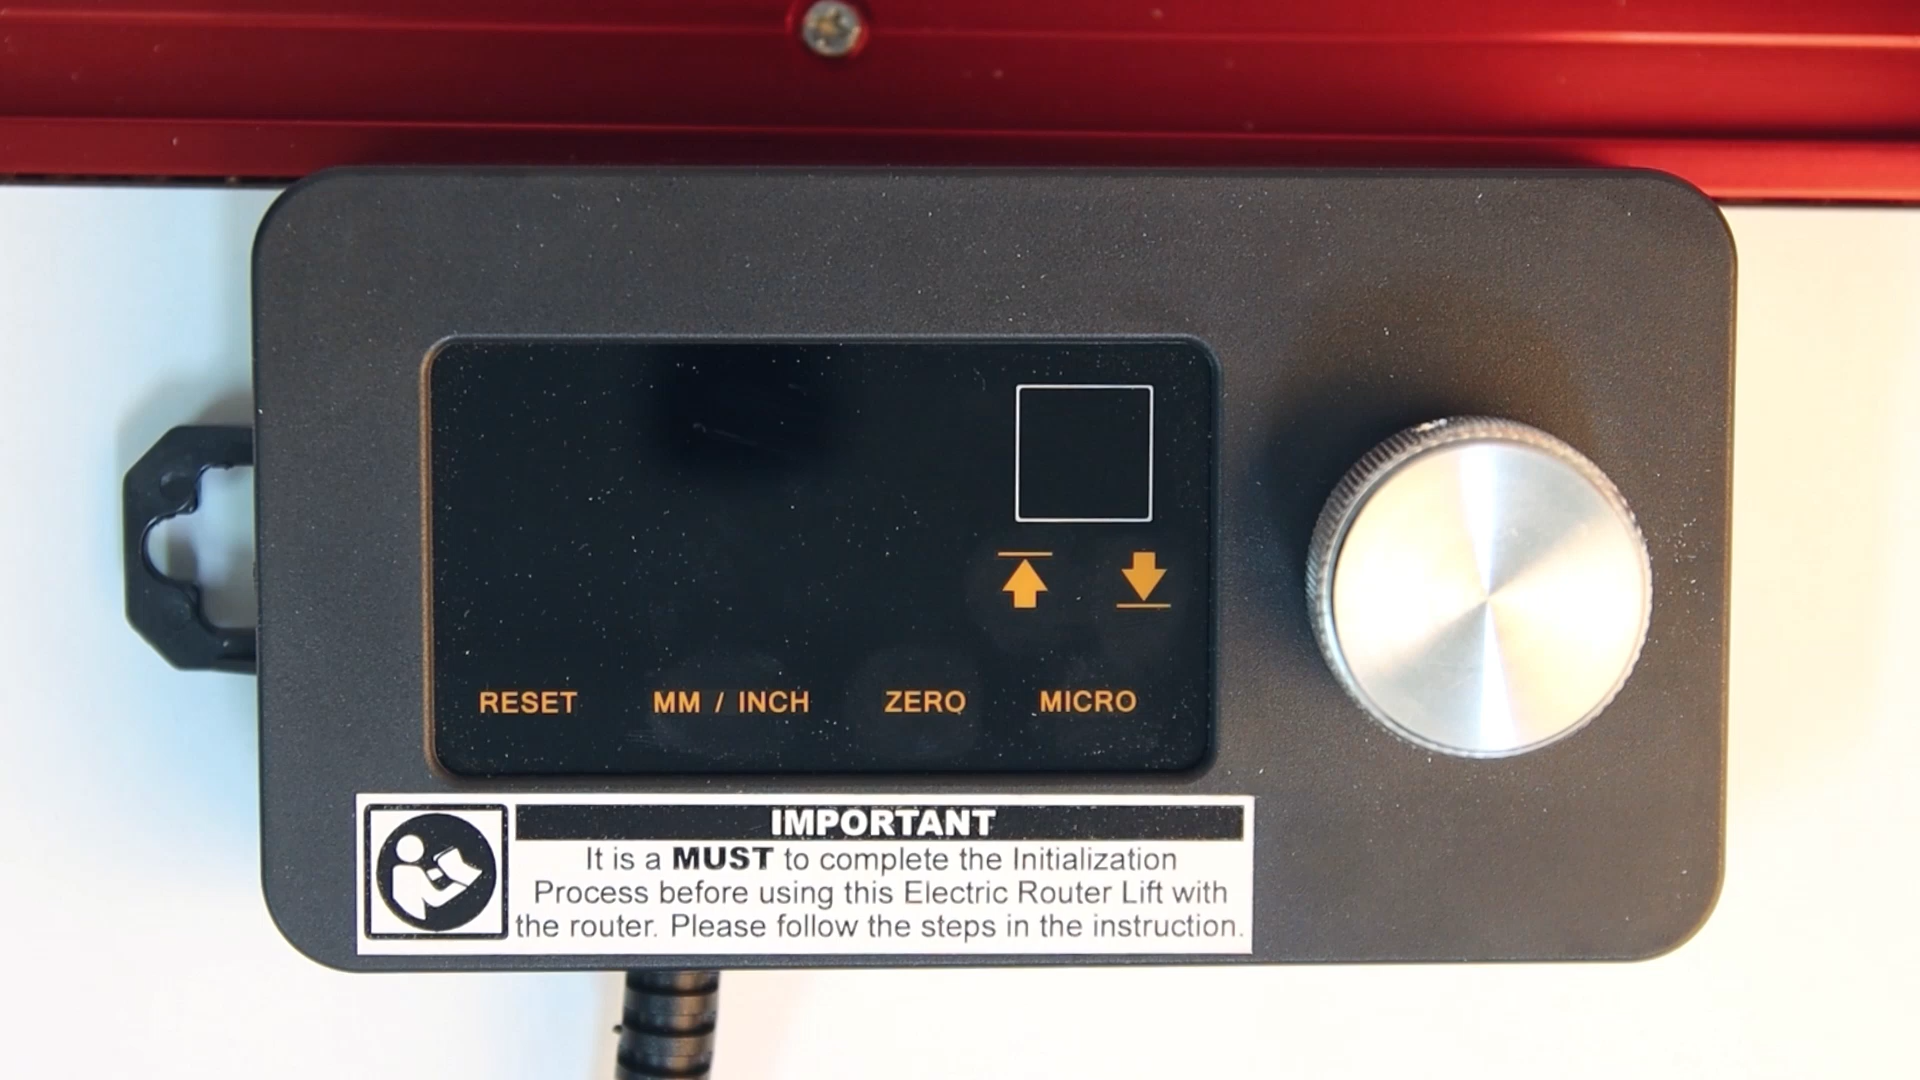 RESET MM / INCH ZERO MICRO
IMPORTANT
It is a MUST to complete the Initialization
Process before using this Electric Router Lift with
the router. Please follow the steps in the instruction.